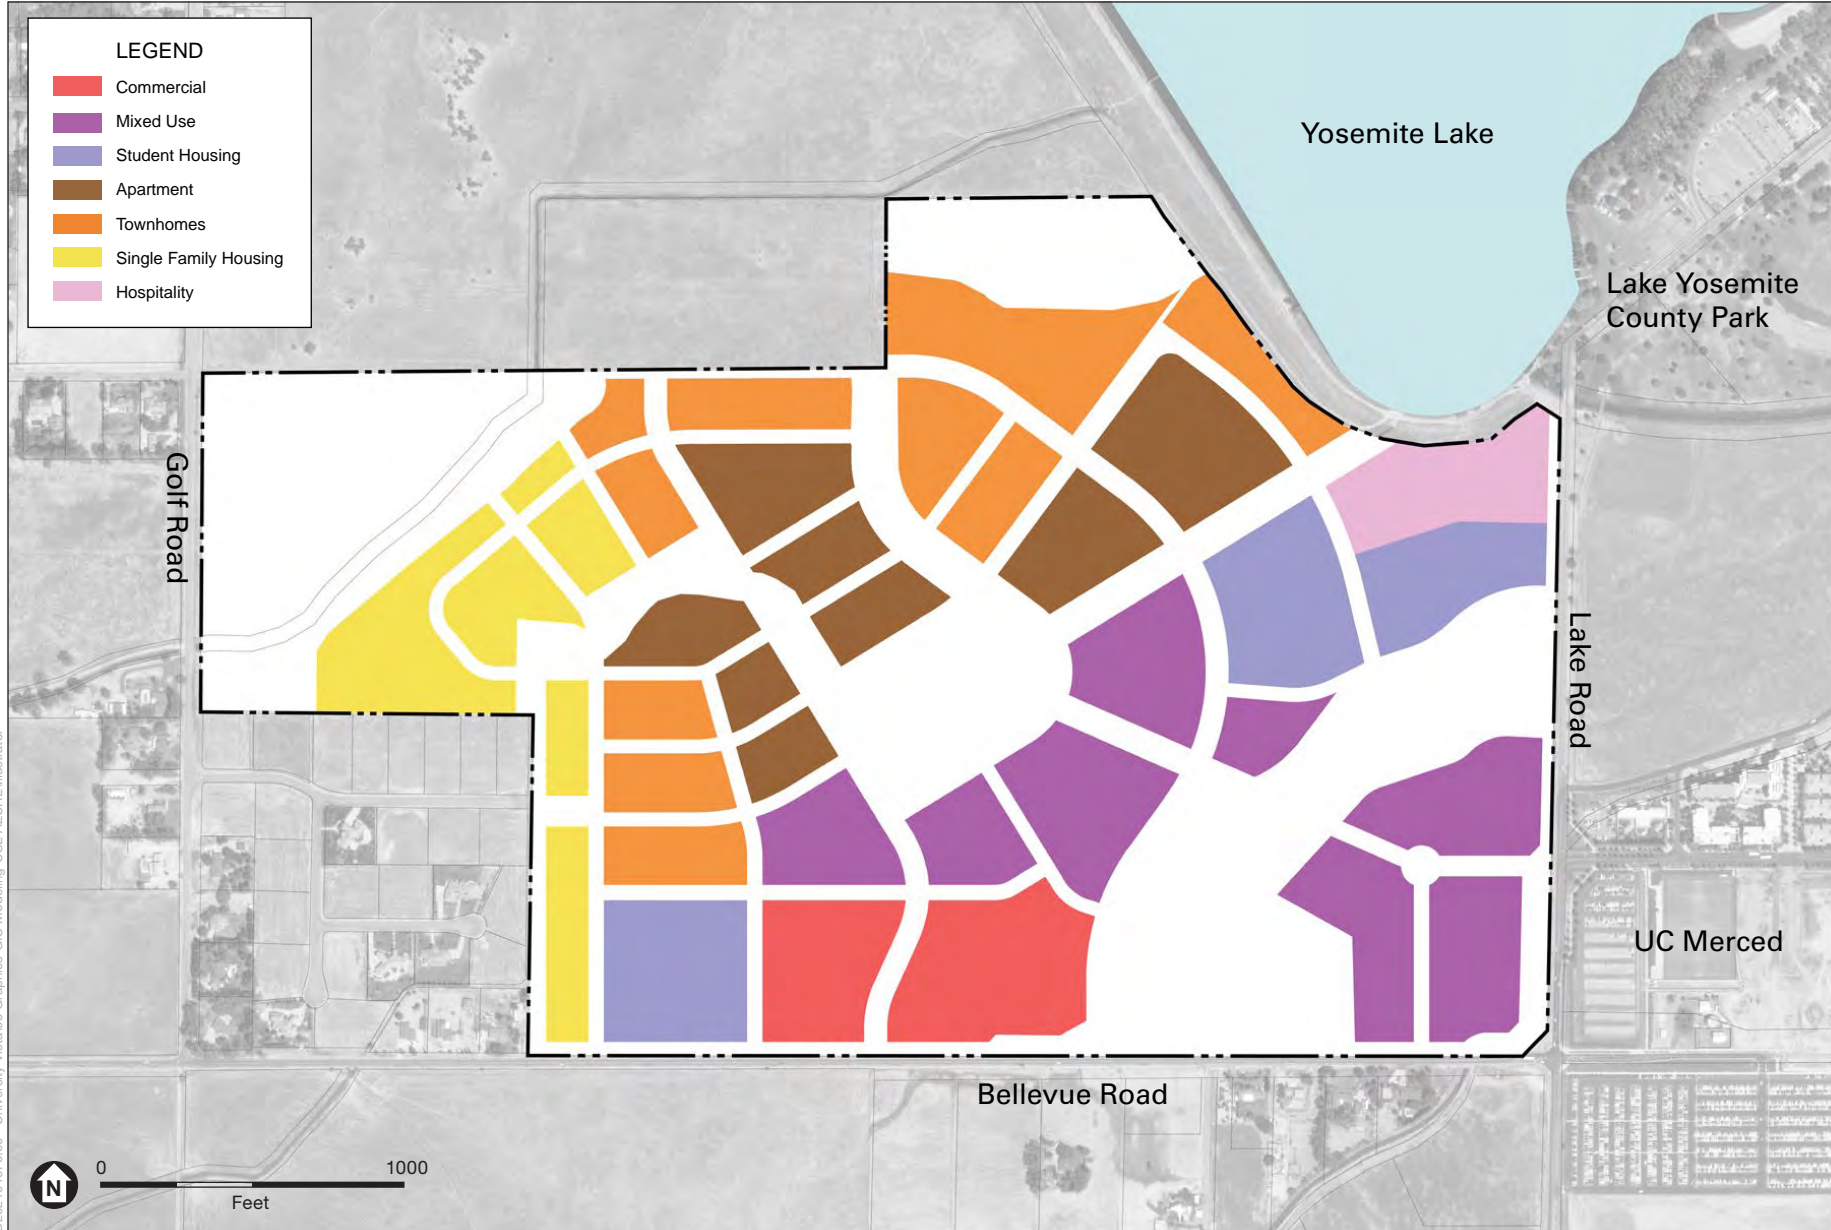 LEGEND
Commercial
Mixed Use
Student Housing
Apartment
Townhomes
Single Family Housing
Hospitality
Yosemite Lake
Lake Yosemite
County Park
Golf Road
Lake Road
UC Merced
Bellevue Road
N
0 1000
Feet